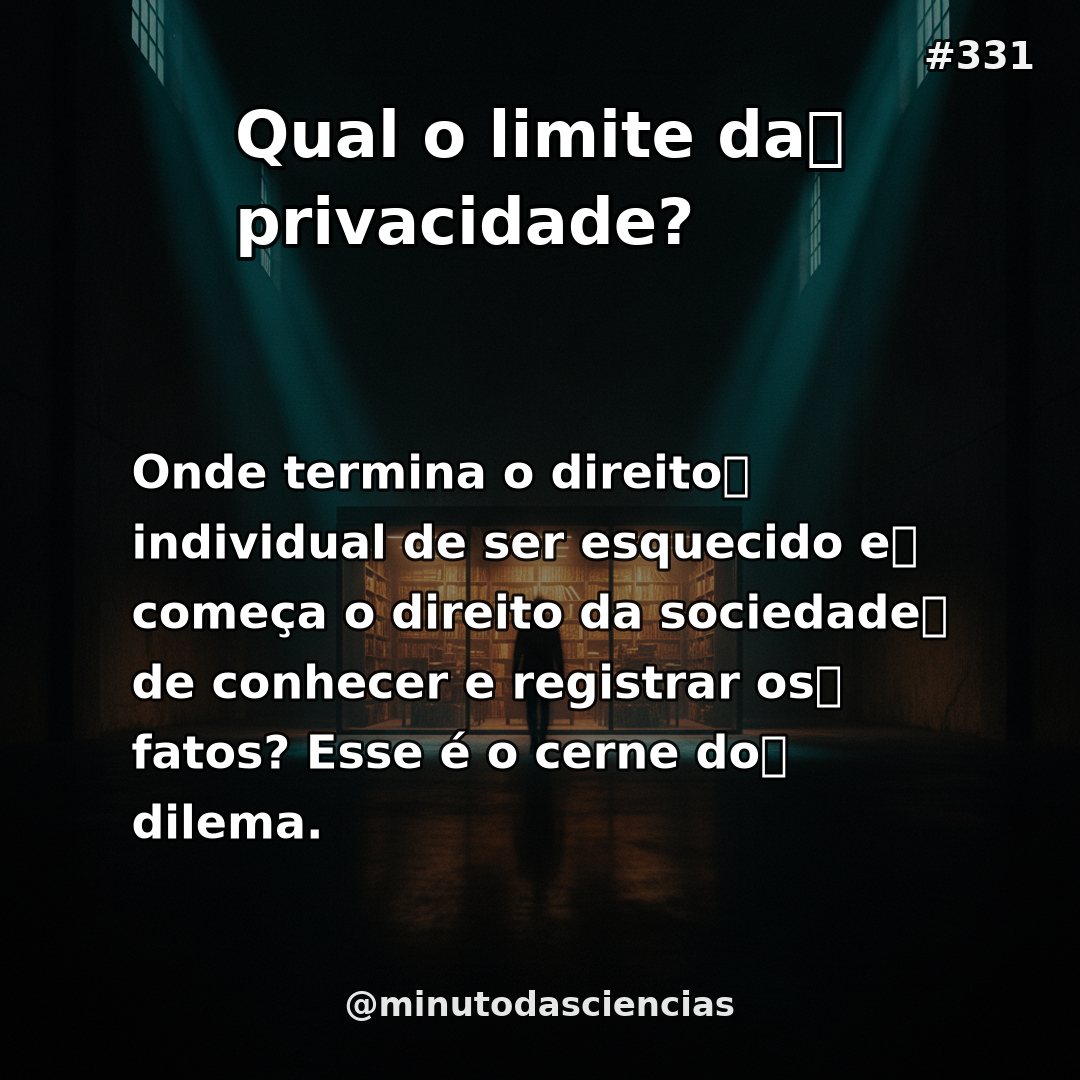 #331
Qual o limite da▯
privacidade?
Onde termina o direito▯
individual de ser esquecido e▯
começa o direito da sociedade▯
de conhecer e registrar os▯
fatos? Esse é o cerne do▯
dilema.
@minutodasciencias